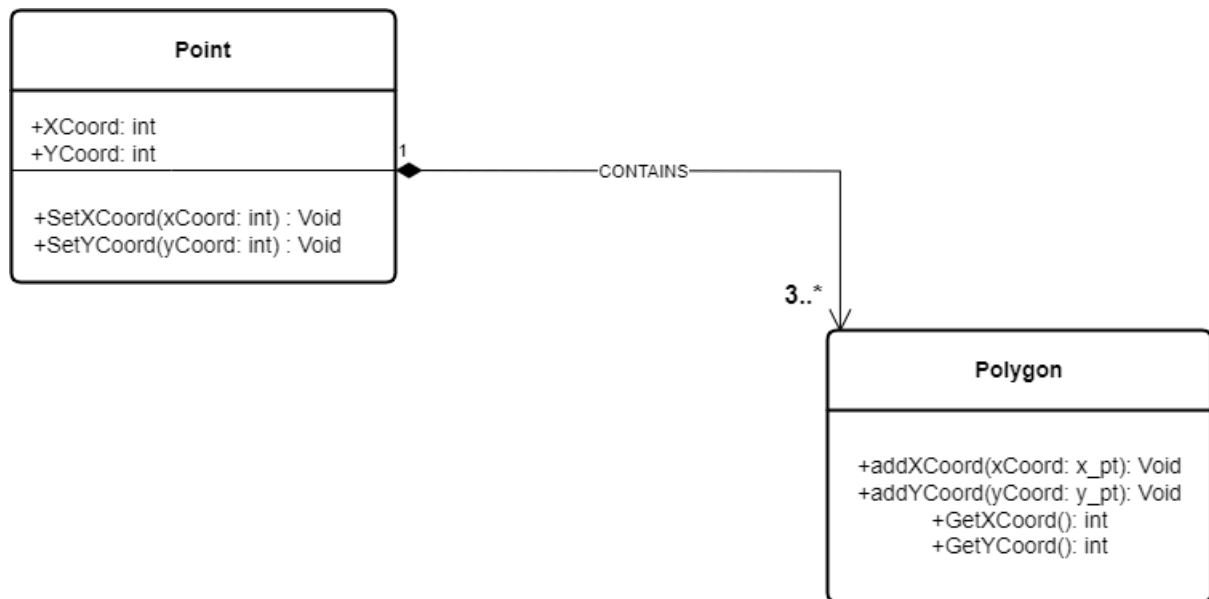 Point
+XCoord: int
+YCoord: int
1
CONTAINS
+SetXCoord(xCoord: int) : Void
+SetYCoord(yCoord: int) : Void
3..*
Polygon
+addXCoord(xCoord: x_pt): Void
+addYCoord(yCoord: y_pt): Void
+GetXCoord(): int
+GetYCoord(): int